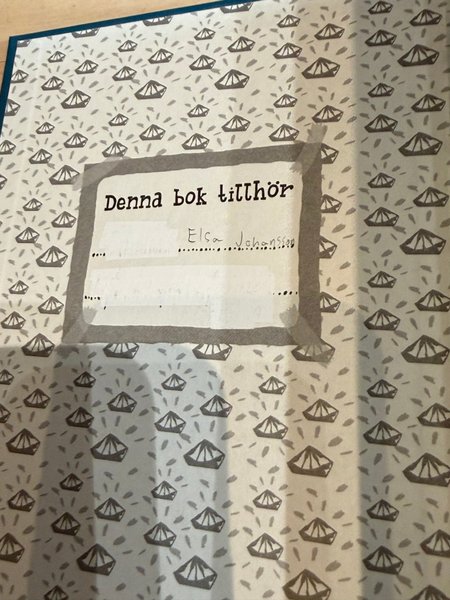 Denna bok tillhör
Elsa Johansson